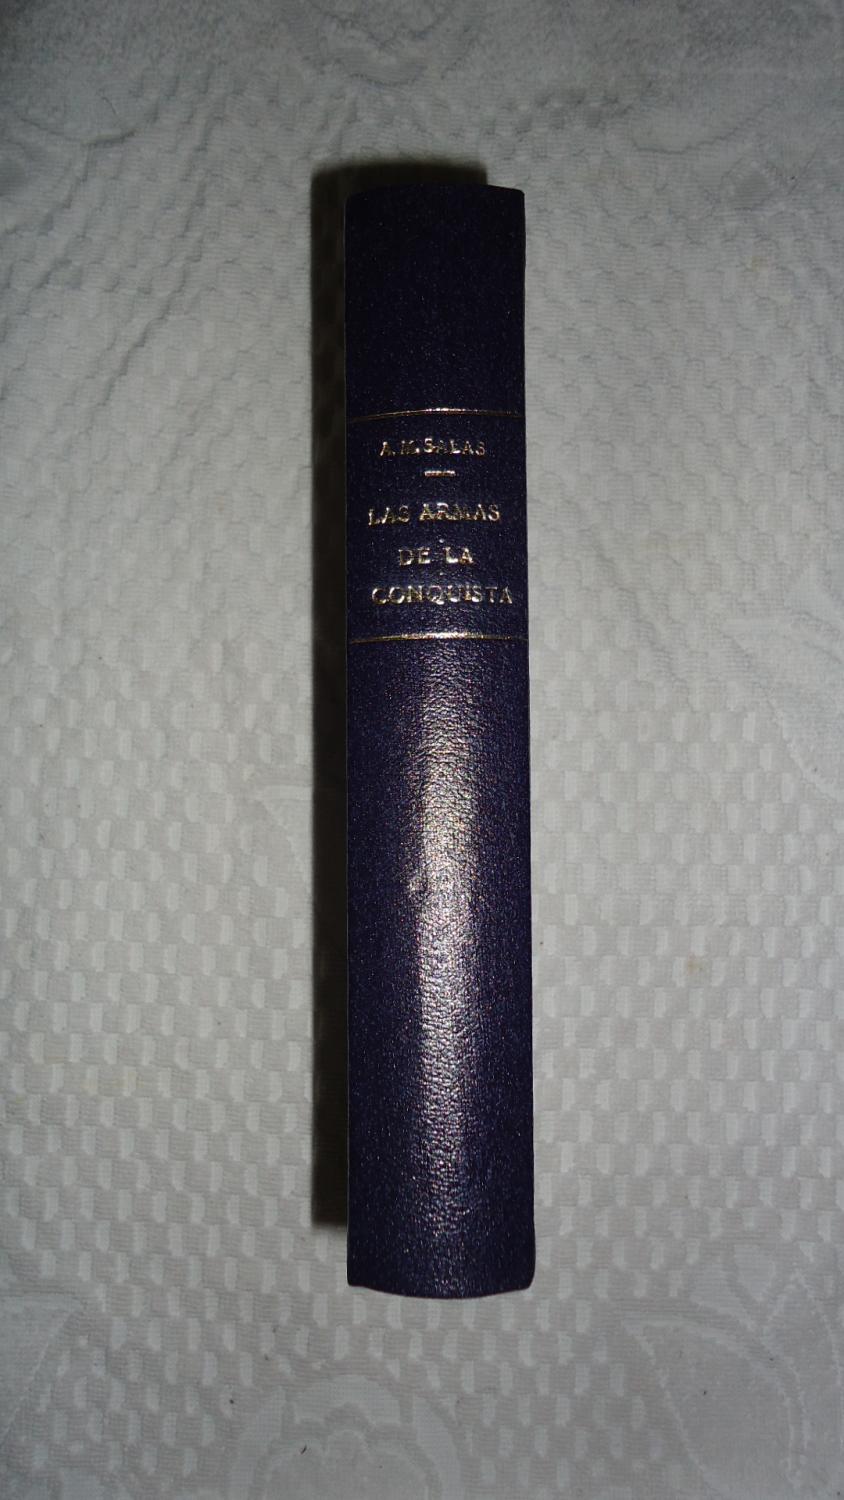 A. M. SALAS
LAS ARMAS
DE LA
CONQUISTA